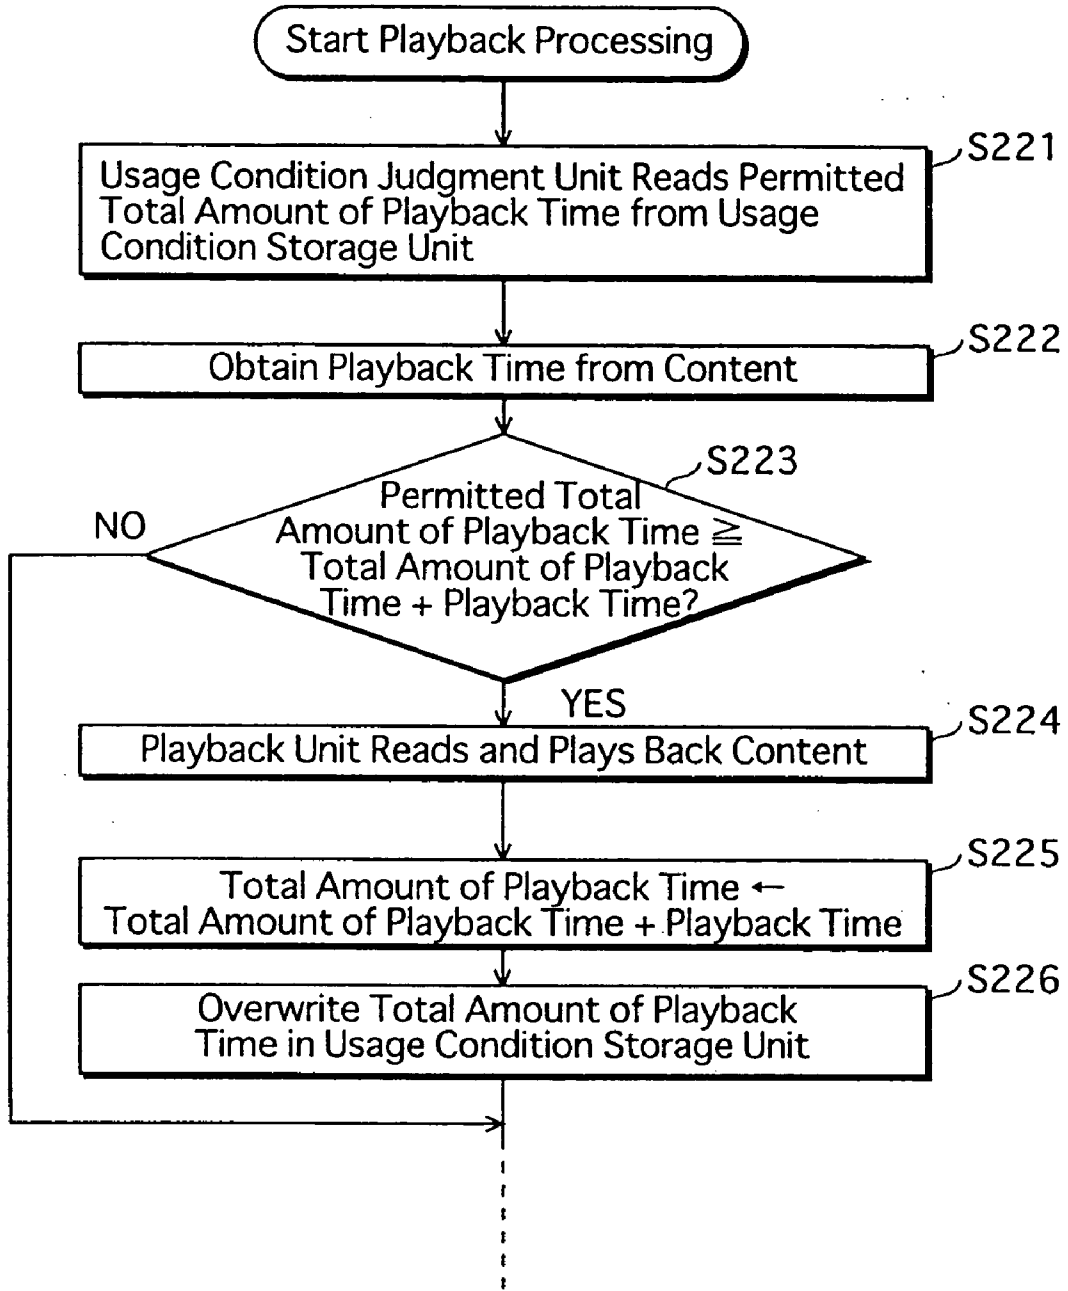 Start Playback Processing
S221
Usage Condition Judgment Unit Reads Permitted
Total Amount of Playback Time from Usage
Condition Storage Unit
S222
Obtain Playback Time from Content
S223
Permitted Total
Amount of Playback Time ≧
Total Amount of Playback
Time + Playback Time?
NO
YES
S224
Playback Unit Reads and Plays Back Content
S225
Total Amount of Playback Time ←
Total Amount of Playback Time + Playback Time
S226
Overwrite Total Amount of Playback
Time in Usage Condition Storage Unit